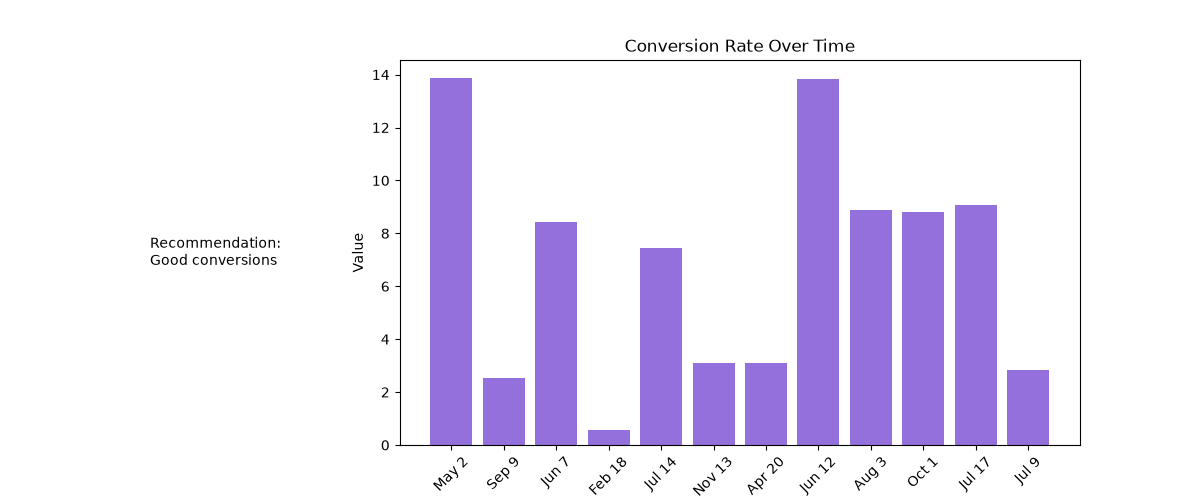 Conversion Rate Over Time
Recommendation:
Good conversions
Value
14
12
10
8
6
4
2
0
May 2
Sep 9
Jun 7
Feb 18
Jul 14
Nov 13
Apr 20
Jun 12
Aug 3
Oct 1
Jul 17
Jul 9